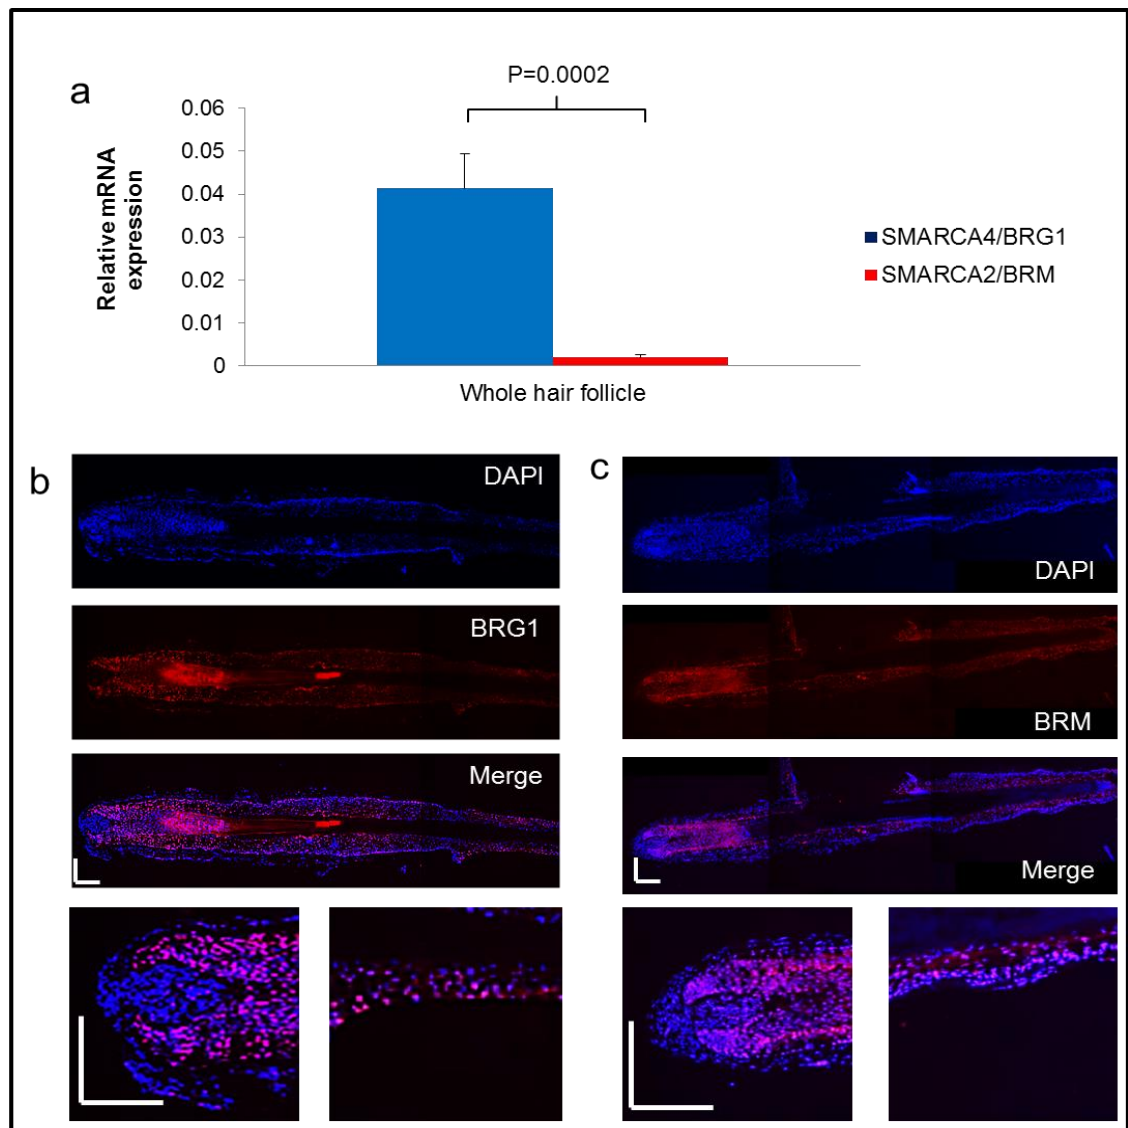 a
P=0.0002
0.06
0.05
0.04
0.03
0.02
0.01
0
Relative mRNA
expression
SMARCA4/BRG1
SMARCA2/BRM
Whole hair follicle
b
DAPI
BRG1
Merge
c
DAPI
BRM
Merge